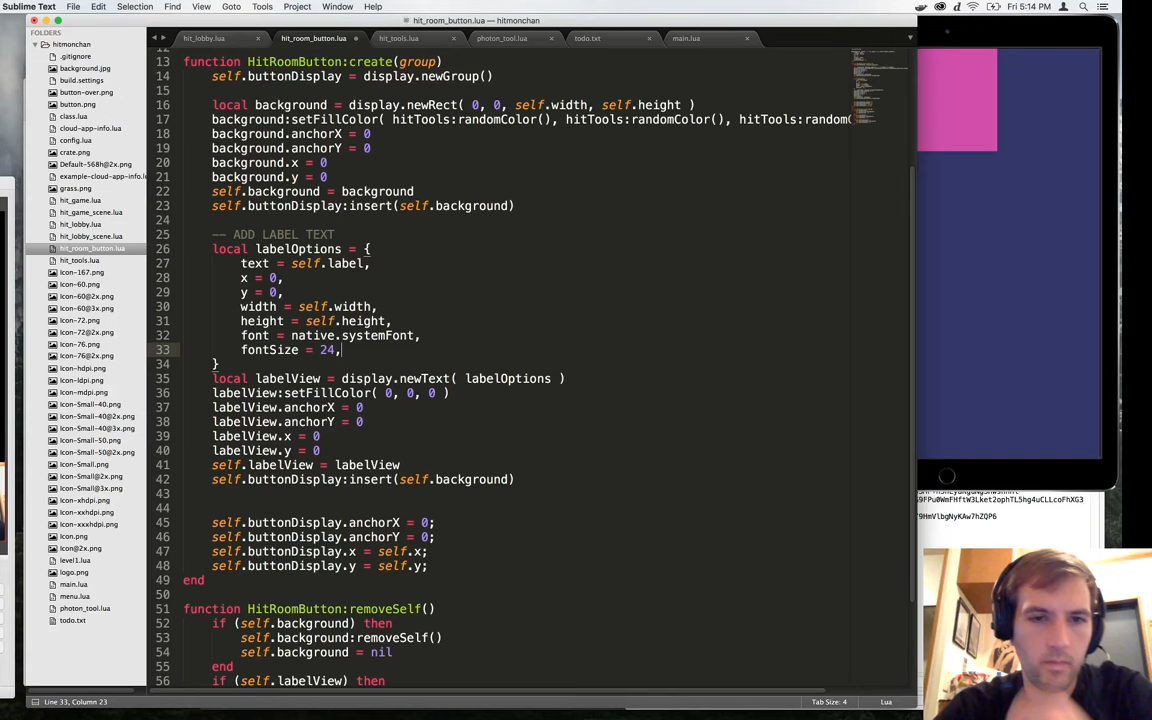 Sublime Text File Edit Selection Find View Goto Tools Project Window Help Fri 5:14 PM
hit_room_button.lua — hitmonchan
FOLDERS
hitmonchan
.gitignore
background.jpg
build.settings
button-over.png
button.png
class.lua
cloud-app-info.lua
config.lua
crate.png
Default-568h@2x.png
example-cloud-app-info.l
grass.png
hit_game.lua
hit_game_scene.lua
hit_lobby.lua
hit_lobby_scene.lua
hit_room_button.lua
hit_tools.lua
Icon-167.png
Icon-60.png
Icon-60@2x.png
Icon-60@3x.png
Icon-72.png
Icon-72@2x.png
Icon-76.png
Icon-76@2x.png
Icon-hdpi.png
Icon-ldpi.png
Icon-mdpi.png
Icon-Small-40.png
Icon-Small-40@2x.png
Icon-Small-40@3x.png
Icon-Small-50.png
Icon-Small-50@2x.png
Icon-Small.png
Icon-Small@2x.png
Icon-Small@3x.png
Icon-xhdpi.png
Icon-xxhdpi.png
Icon-xxxhdpi.png
Icon.png
Icon@2x.png
level1.lua
logo.png
main.lua
menu.lua
photon_tool.lua
todo.txt
hit_lobby.lua hit_room_button.lua hit_tools.lua photon_tool.lua todo.txt main.lua
12
13 function HitRoomButton:create(group)
14 self.buttonDisplay = display.newGroup()
15
16 local background = display.newRect( 0, 0, self.width, self.height )
17 background:setFillColor( hitTools:randomColor(), hitTools:randomColor(), hitTools:randomC
18 background.anchorX = 0
19 background.anchorY = 0
20 background.x = 0
21 background.y = 0
22 self.background = background
23 self.buttonDisplay:insert(self.background)
24
25 -- ADD LABEL TEXT
26 local labelOptions = {
27 text = self.label,
28 x = 0,
29 y = 0,
30 width = self.width,
31 height = self.height,
32 font = native.systemFont,
33 fontSize = 24,
34 }
35 local labelView = display.newText( labelOptions )
36 labelView:setFillColor( 0, 0, 0 )
37 labelView.anchorX = 0
38 labelView.anchorY = 0
39 labelView.x = 0
40 labelView.y = 0
41 self.labelView = labelView
42 self.buttonDisplay:insert(self.background)
43
44
45 self.buttonDisplay.anchorX = 0;
46 self.buttonDisplay.anchorY = 0;
47 self.buttonDisplay.x = self.x;
48 self.buttonDisplay.y = self.y;
49 end
50
51 function HitRoomButton:removeSelf()
52 if (self.background) then
53 self.background:removeSelf()
54 self.background = nil
55 end
56 if (self.labelView) then
Line 33, Column 23 Tab Size: 4 Lua